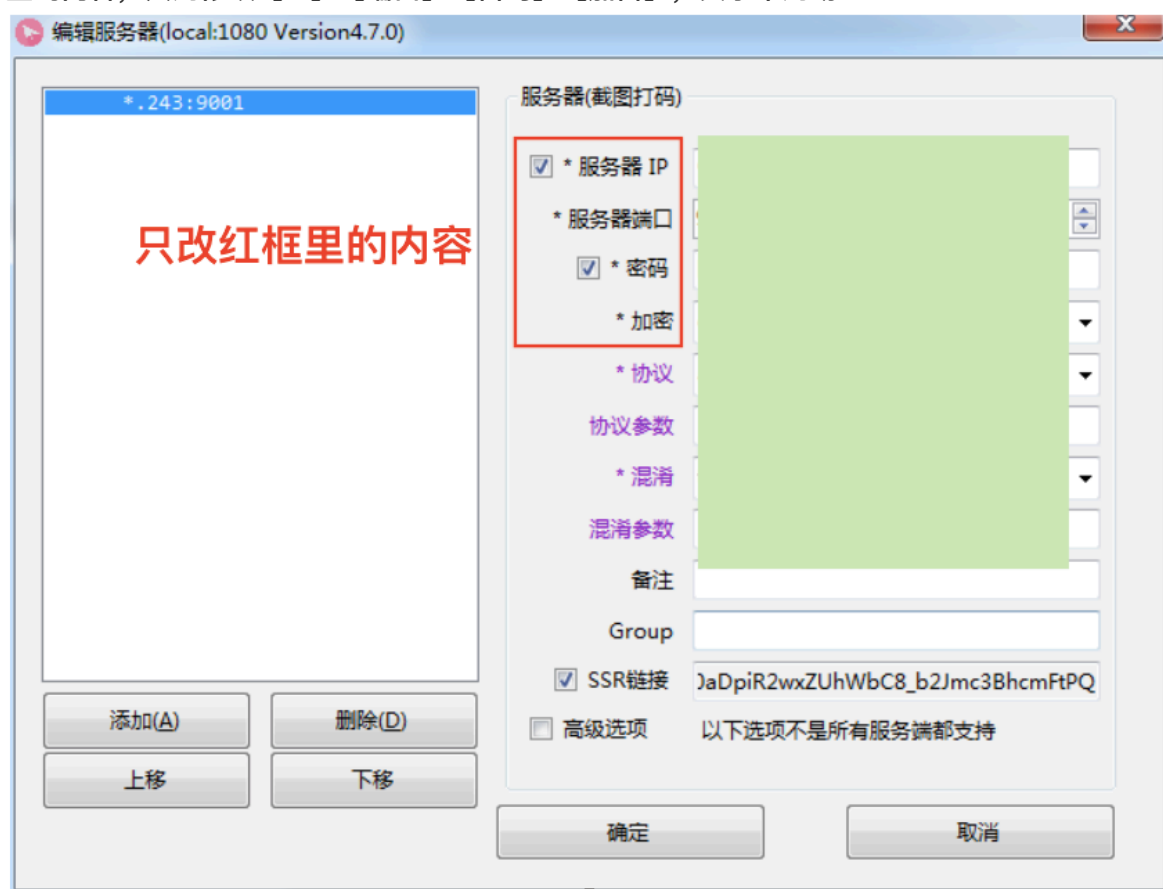 编辑服务器(local:1080 Version4.7.0)
*.243:9001
服务器(截图打码)
* 服务器 IP
* 服务器端口
只改红框里的内容
* 密码
* 加密
* 协议
协议参数
* 混淆
混淆参数
备注
Group
SSR链接
JaDpiR2wxZUhWbC8_b2Jmc3BhcmFtPQ
添加(A)
删除(D)
高级选项
以下选项不是所有服务端都支持
上移
下移
确定
取消